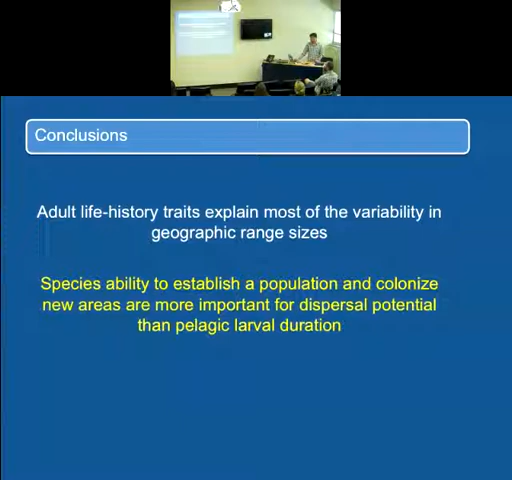 Conclusions
Adult life-history traits explain most of the variability in
geographic range sizes
Species ability to establish a population and colonize
new areas are more important for dispersal potential
than pelagic larval duration